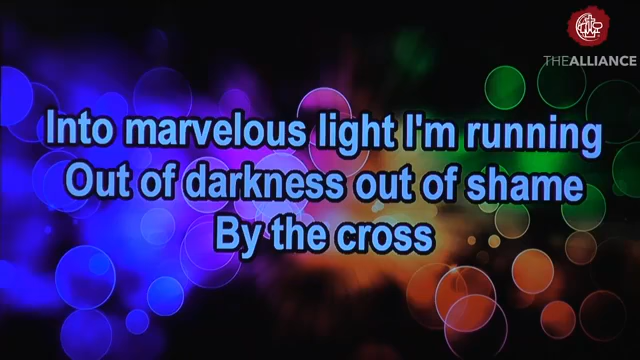 THEALLIANCE
Into marvelous light I'm running
Out of darkness out of shame
By the cross